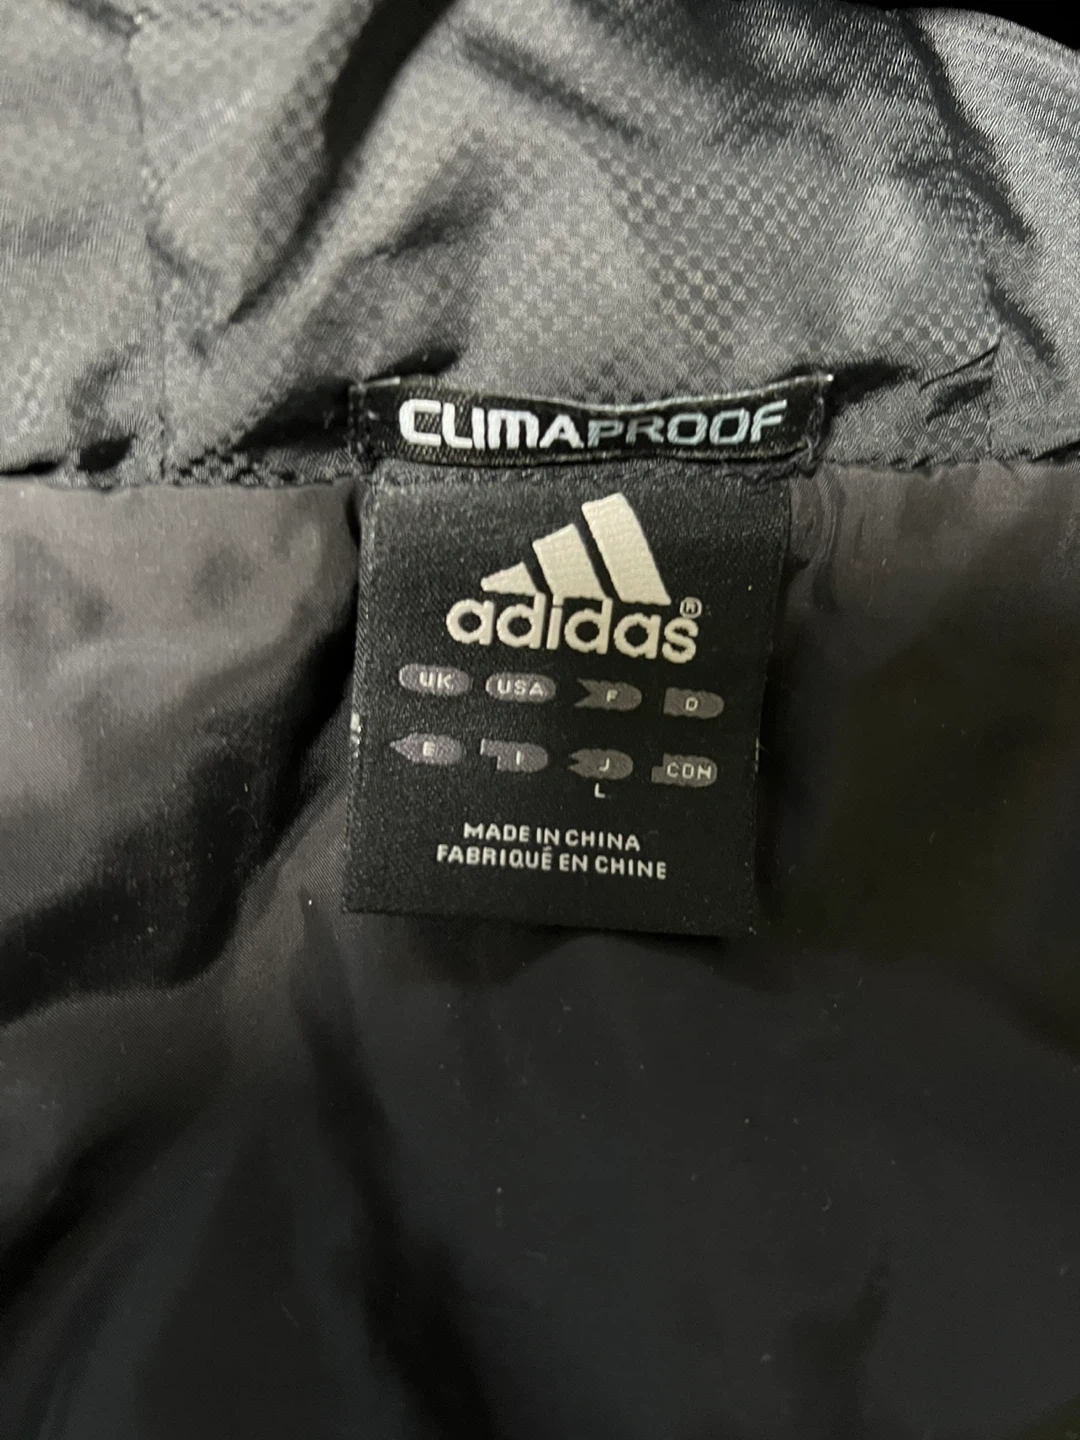 CLIMAPROOF
adidas®
UK USA F D
E I J CDN
L
MADE IN CHINA
FABRIQUÉ EN CHINE